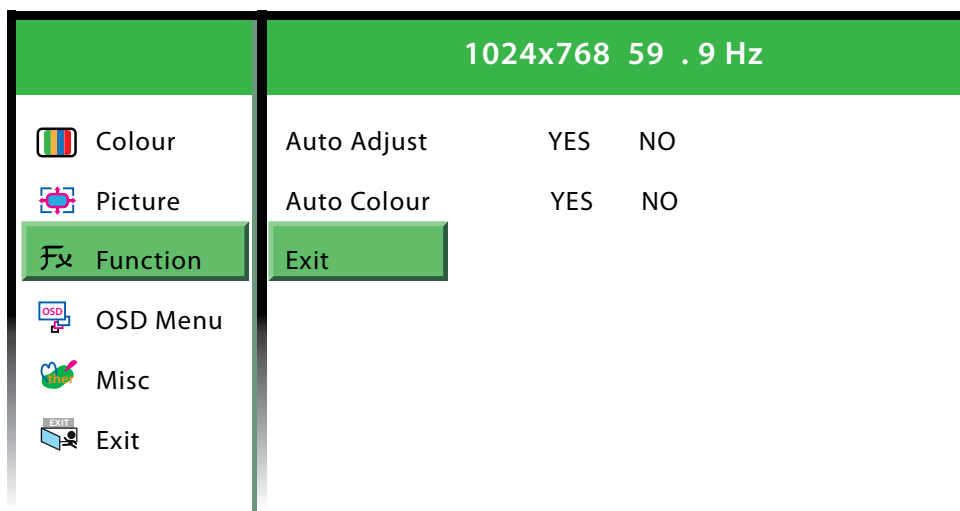 1024x768 59 . 9 Hz
Colour
Picture
Fx Function
OSD OSD Menu
ther Misc
EXIT Exit
Auto Adjust YES NO
Auto Colour YES NO
Exit